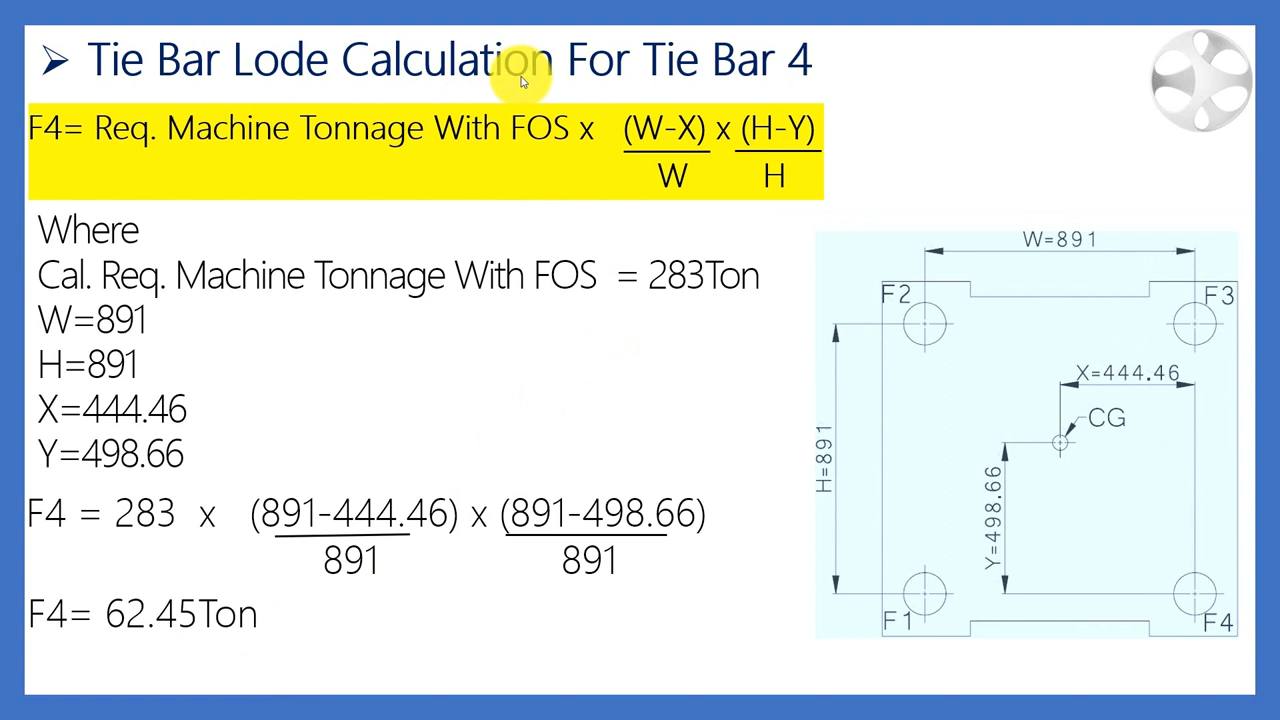 ➢ Tie Bar Lode Calculation For Tie Bar 4
F4= Req. Machine Tonnage With FOS x (W-X) x (H-Y)
W H
Where
Cal. Req. Machine Tonnage With FOS = 283Ton
W=891
H=891
X=444.46
Y=498.66
F4 = 283 x (891-444.46) x (891-498.66)
891 891
F4= 62.45Ton
W=891
F2 F3
X=444.46
CG
H=891
Y=498.66
F1 F4